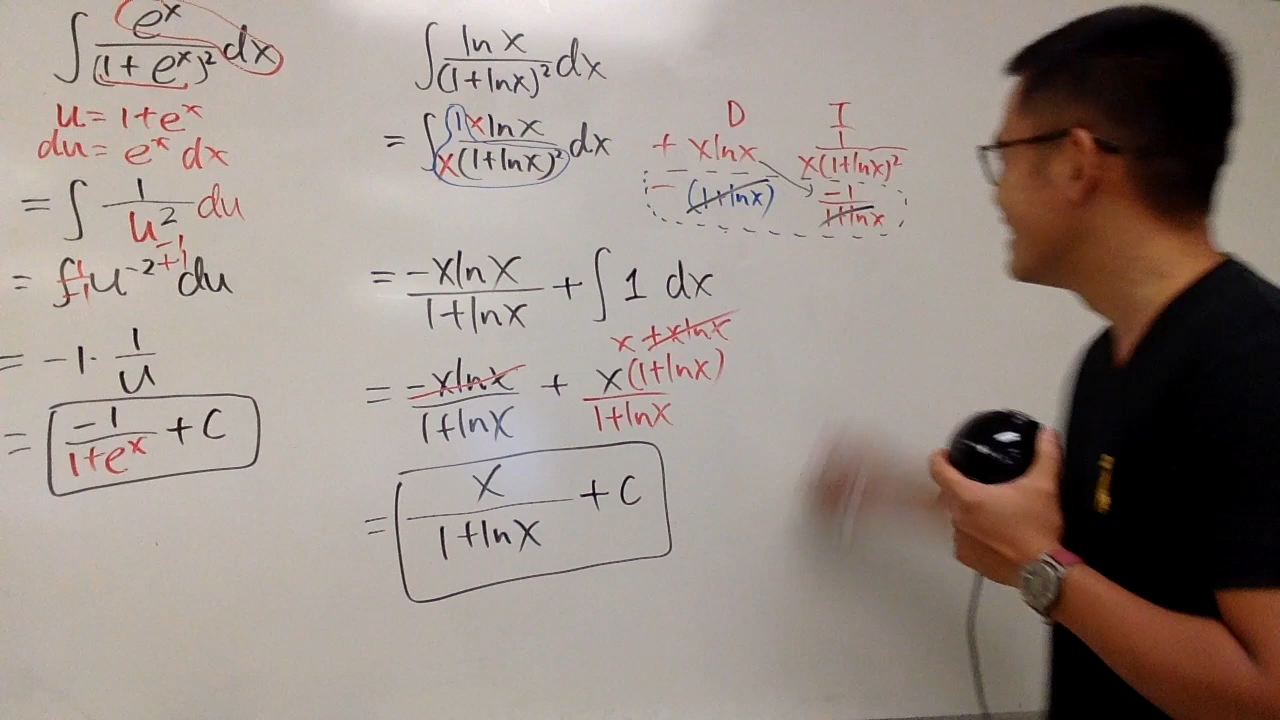 ∫ e^x/(1+e^x)² dx
u = 1+e^x
du = e^x dx
= ∫ 1/u² du
= ∫ u^-2+1 du
= -1 · 1/u
= -1/(1+e^x) + C
∫ ln x/(1+ln x)² dx
= ∫ 1x ln x/(x(1+ln x)²) dx
D I
+ x ln x 1/(x(1+ln x)²)
- (1+ln x) -1/(1+ln x)
= -x ln x/(1+ln x) + ∫ 1 dx
x + x ln x
= -x ln x/(1+ln x) + x(1+ln x)/(1+ln x)
= x/(1+ln x) + C